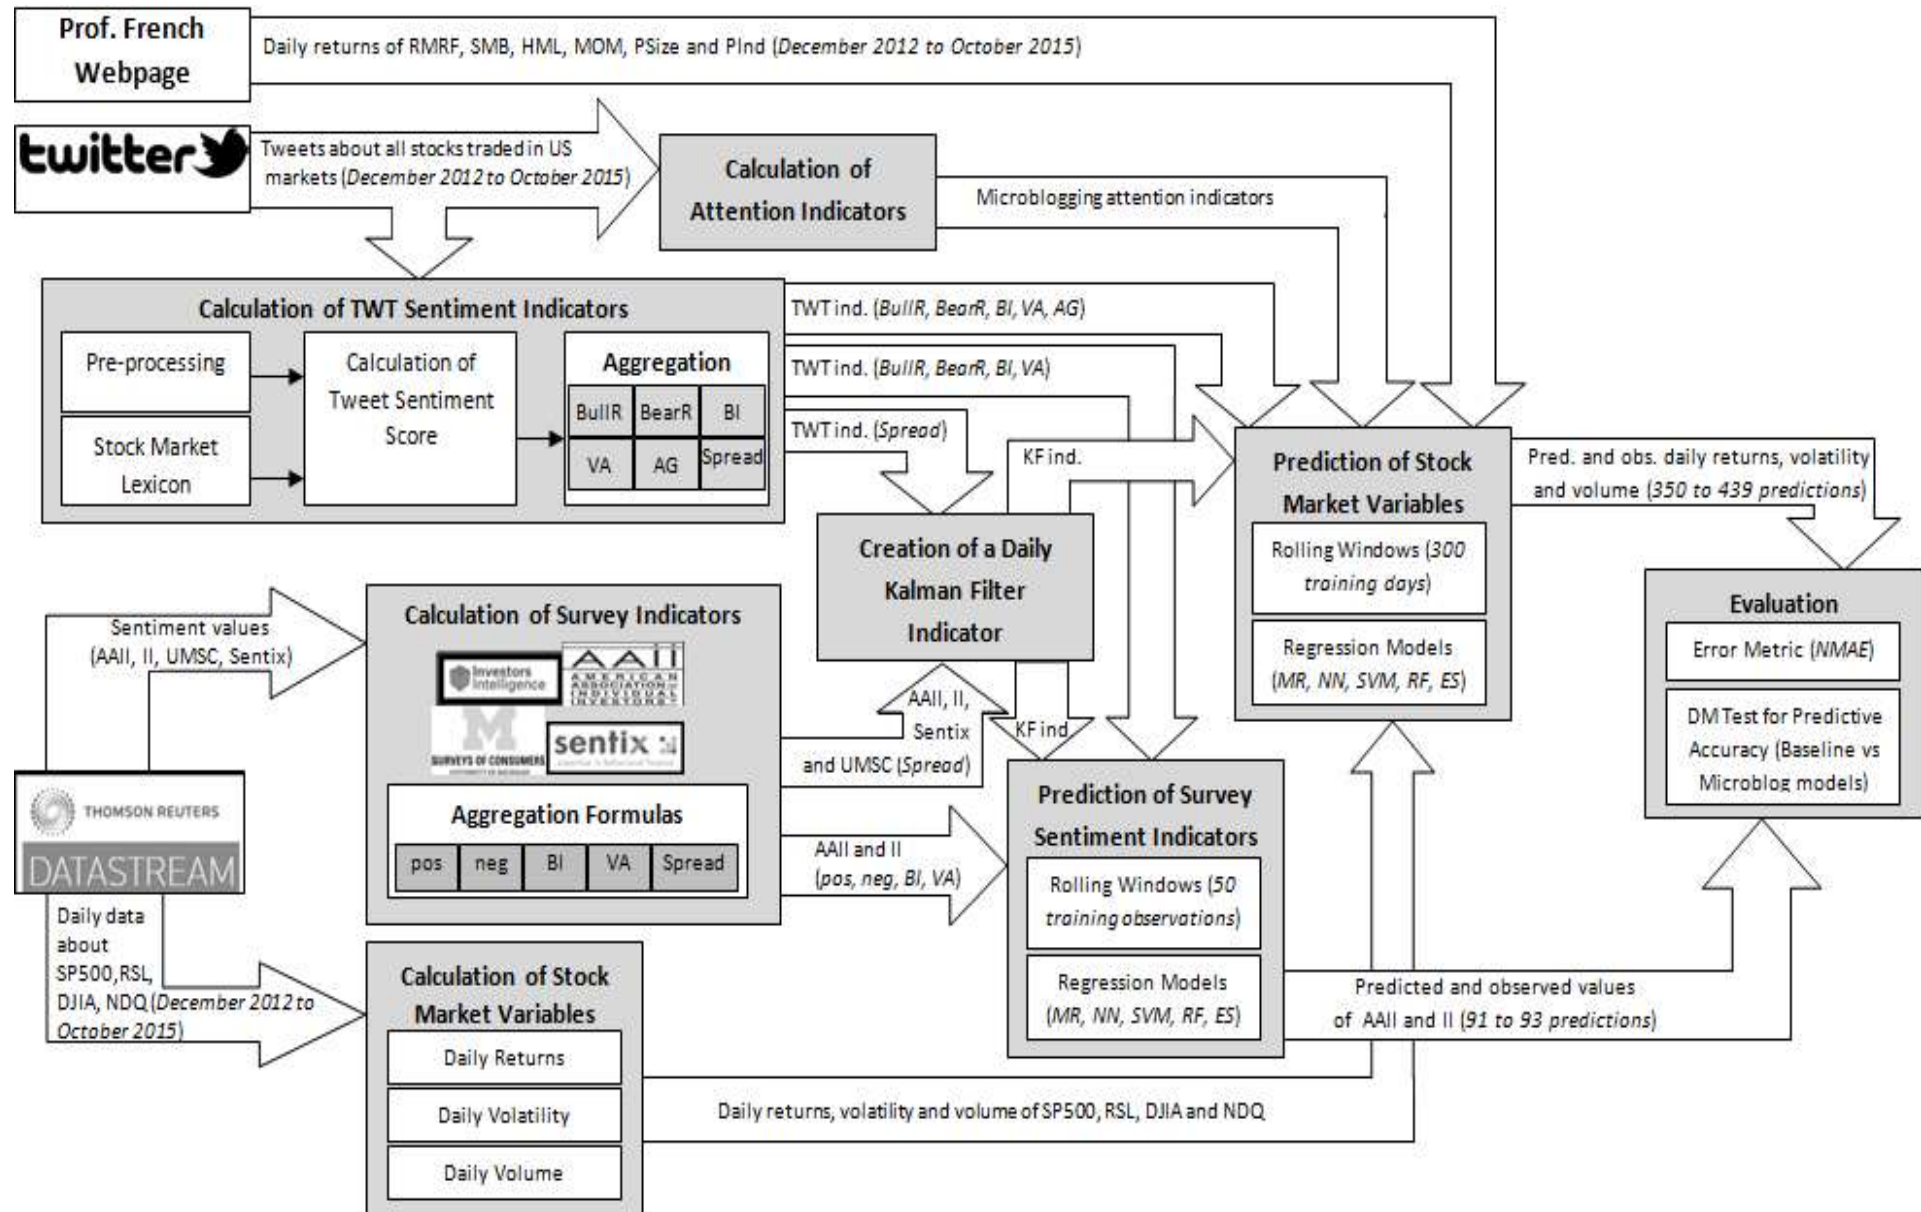 Prof. French
Webpage
Daily returns of RMRF, SMB, HML, MOM, PSize and PInd (December 2012 to October 2015)
twitter
Tweets about all stocks traded in US
markets (December 2012 to October 2015)
Calculation of
Attention Indicators
Microblogging attention indicators
Calculation of TWT Sentiment Indicators
Pre-processing
Stock Market
Lexicon
Calculation of
Tweet Sentiment
Score
Aggregation
BullR BearR BI
VA AG Spread
TWT ind. (BullR, BearR, BI, VA, AG)
TWT ind. (BullR, BearR, BI, VA)
TWT ind. (Spread)
KF ind.
Creation of a Daily
Kalman Filter
Indicator
Prediction of Stock
Market Variables
Rolling Windows (300
training days)
Regression Models
(MR, NN, SVM, RF, ES)
Pred. and obs. daily returns, volatility
and volume (350 to 439 predictions)
Evaluation
Error Metric (NMAE)
DM Test for Predictive
Accuracy (Baseline vs
Microblog models)
Sentiment values
(AAII, II, UMSC, Sentix)
Calculation of Survey Indicators
Investors
Intelligence
AAII
AMERICAN
ASSOCIATION OF
INDIVIDUAL
INVESTORS
M
SURVEYS OF CONSUMERS
sentix
Aggregation Formulas
pos neg BI VA Spread
AAII, II,
Sentix
and UMSC (Spread)
KF ind
AAII and II
(pos, neg, BI, VA)
Prediction of Survey
Sentiment Indicators
Rolling Windows (50
training observations)
Regression Models
(MR, NN, SVM, RF, ES)
Predicted and observed values
of AAII and II (91 to 93 predictions)
THOMSON REUTERS
DATASTREAM
Daily data
about
SP500,RSL,
DJIA, NDQ (December 2012 to
October 2015)
Calculation of Stock
Market Variables
Daily Returns
Daily Volatility
Daily Volume
Daily returns, volatility and volume of SP500, RSL, DJIA and NDQ